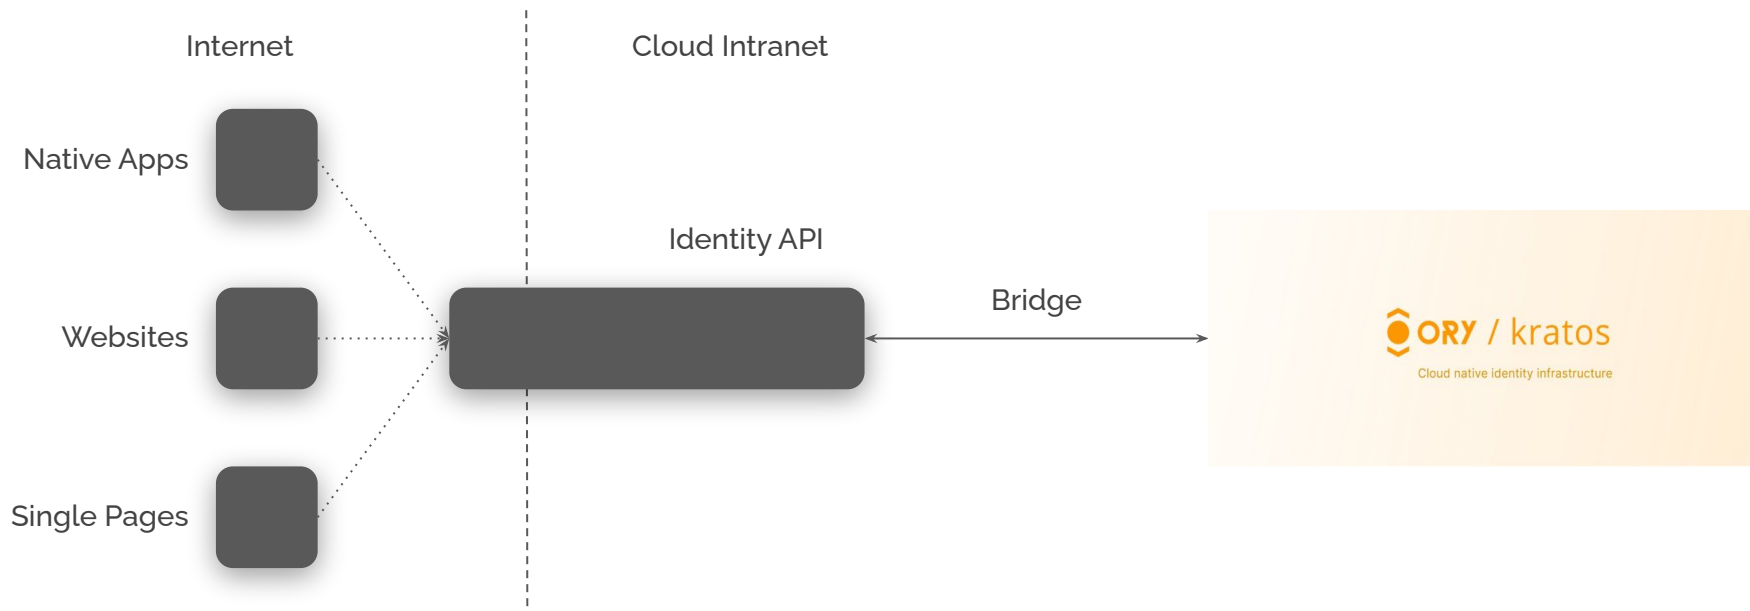 Internet
Cloud Intranet
Native Apps
Identity API
Bridge
Websites
ORY / kratos
Cloud native identity infrastructure
Single Pages